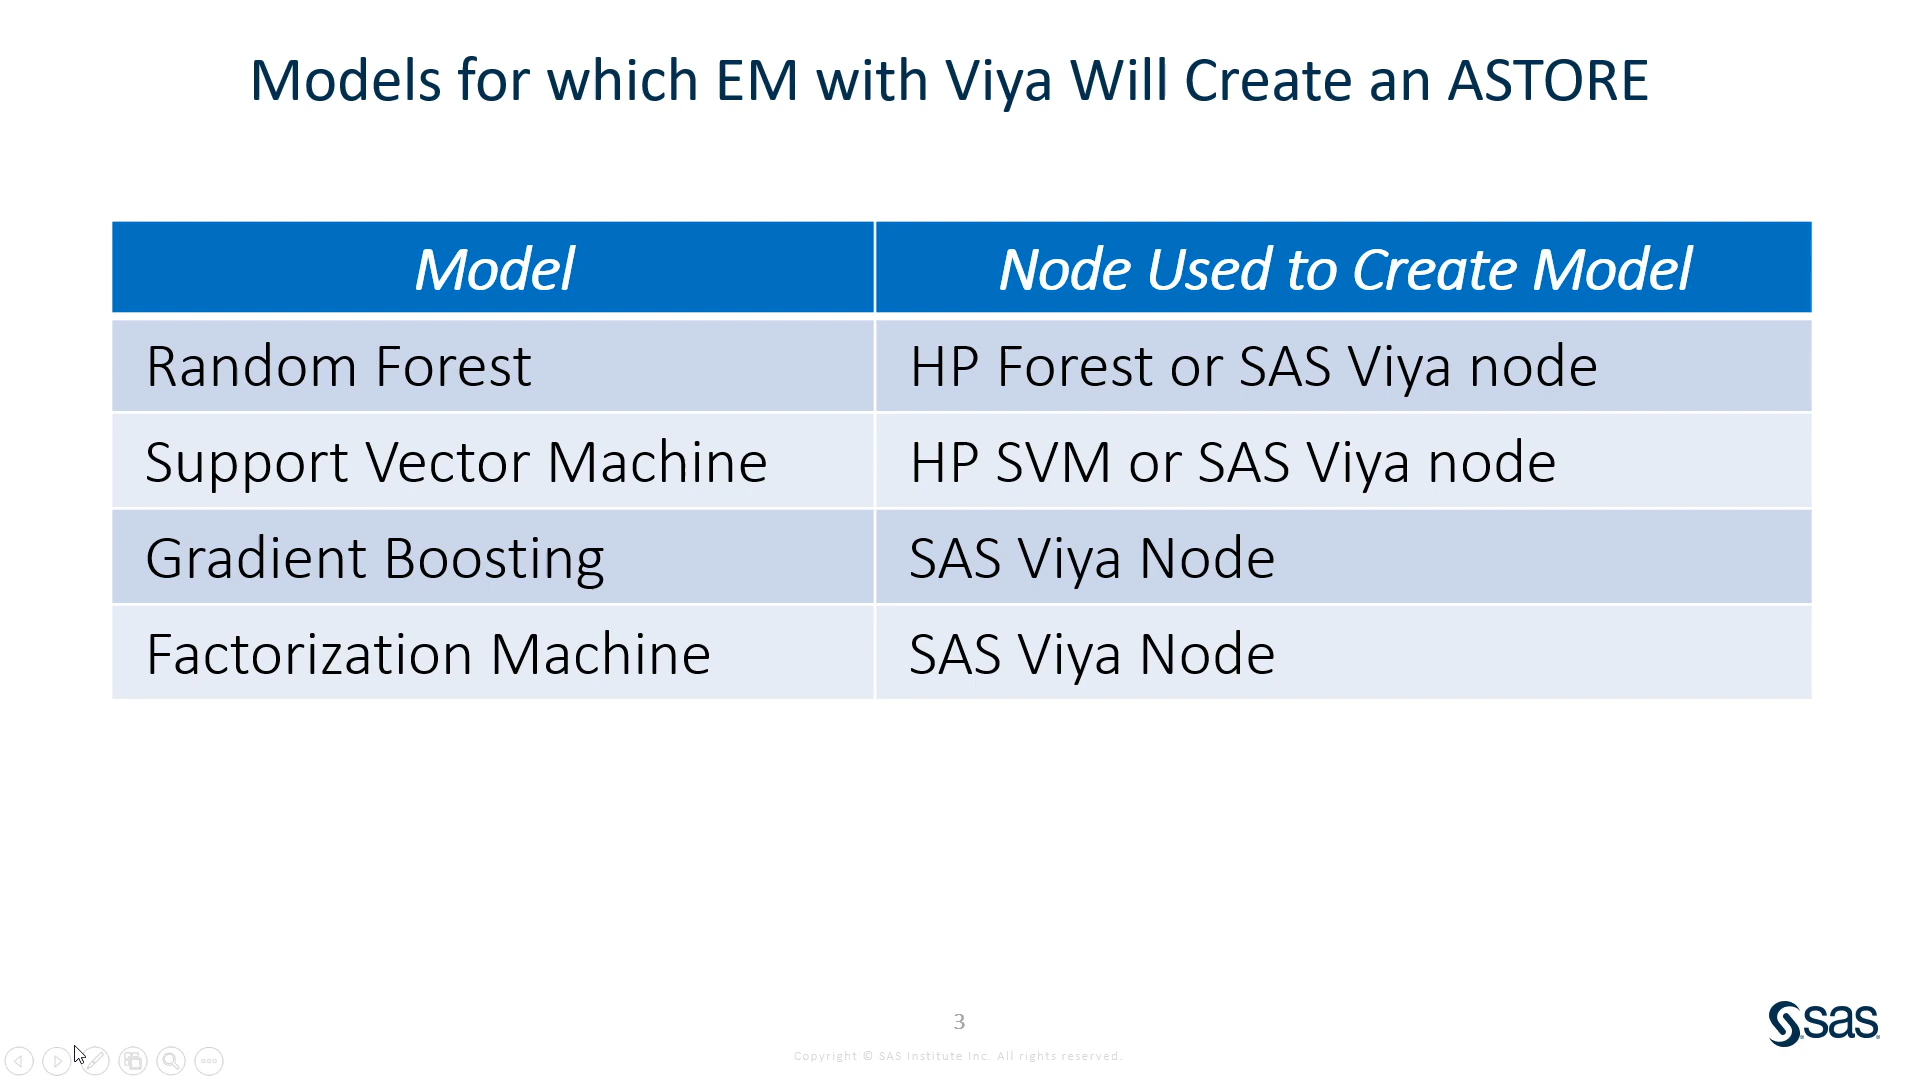 Models for which EM with Viya Will Create an ASTORE
Model
Node Used to Create Model
Random Forest
HP Forest or SAS Viya node
Support Vector Machine
HP SVM or SAS Viya node
Gradient Boosting
SAS Viya Node
Factorization Machine
SAS Viya Node
3
Copyright © SAS Institute Inc. All rights reserved.
sas